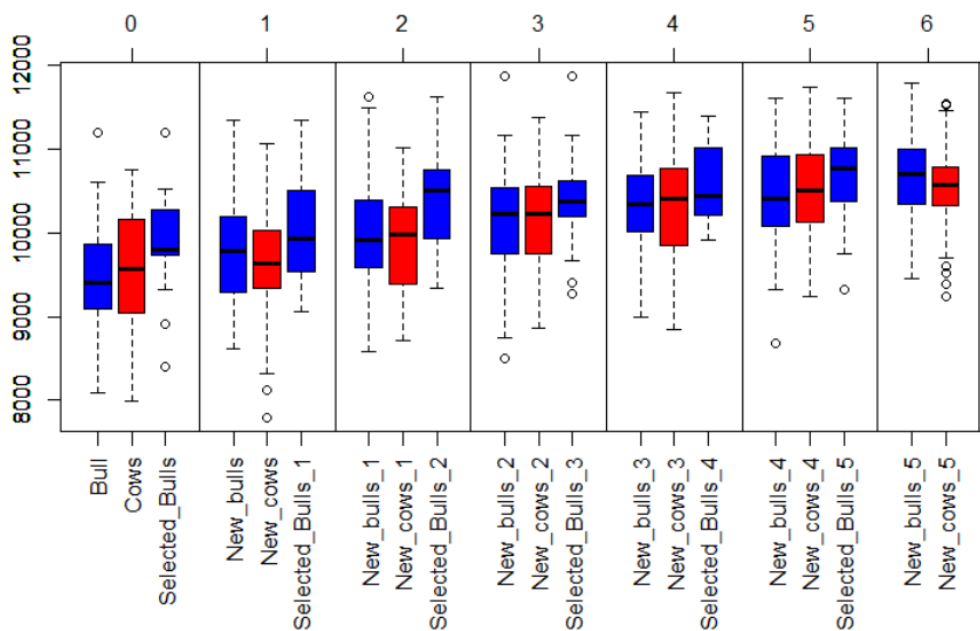 0 1 2 3 4 5 6
12000
11000
10000
9000
8000
Bull
Cows
Selected_Bulls
New_bulls
New_cows
Selected_Bulls_1
New_bulls_1
New_cows_1
Selected_Bulls_2
New_bulls_2
New_cows_2
Selected_Bulls_3
New_bulls_3
New_cows_3
Selected_Bulls_4
New_bulls_4
New_cows_4
Selected_Bulls_5
New_bulls_5
New_cows_5